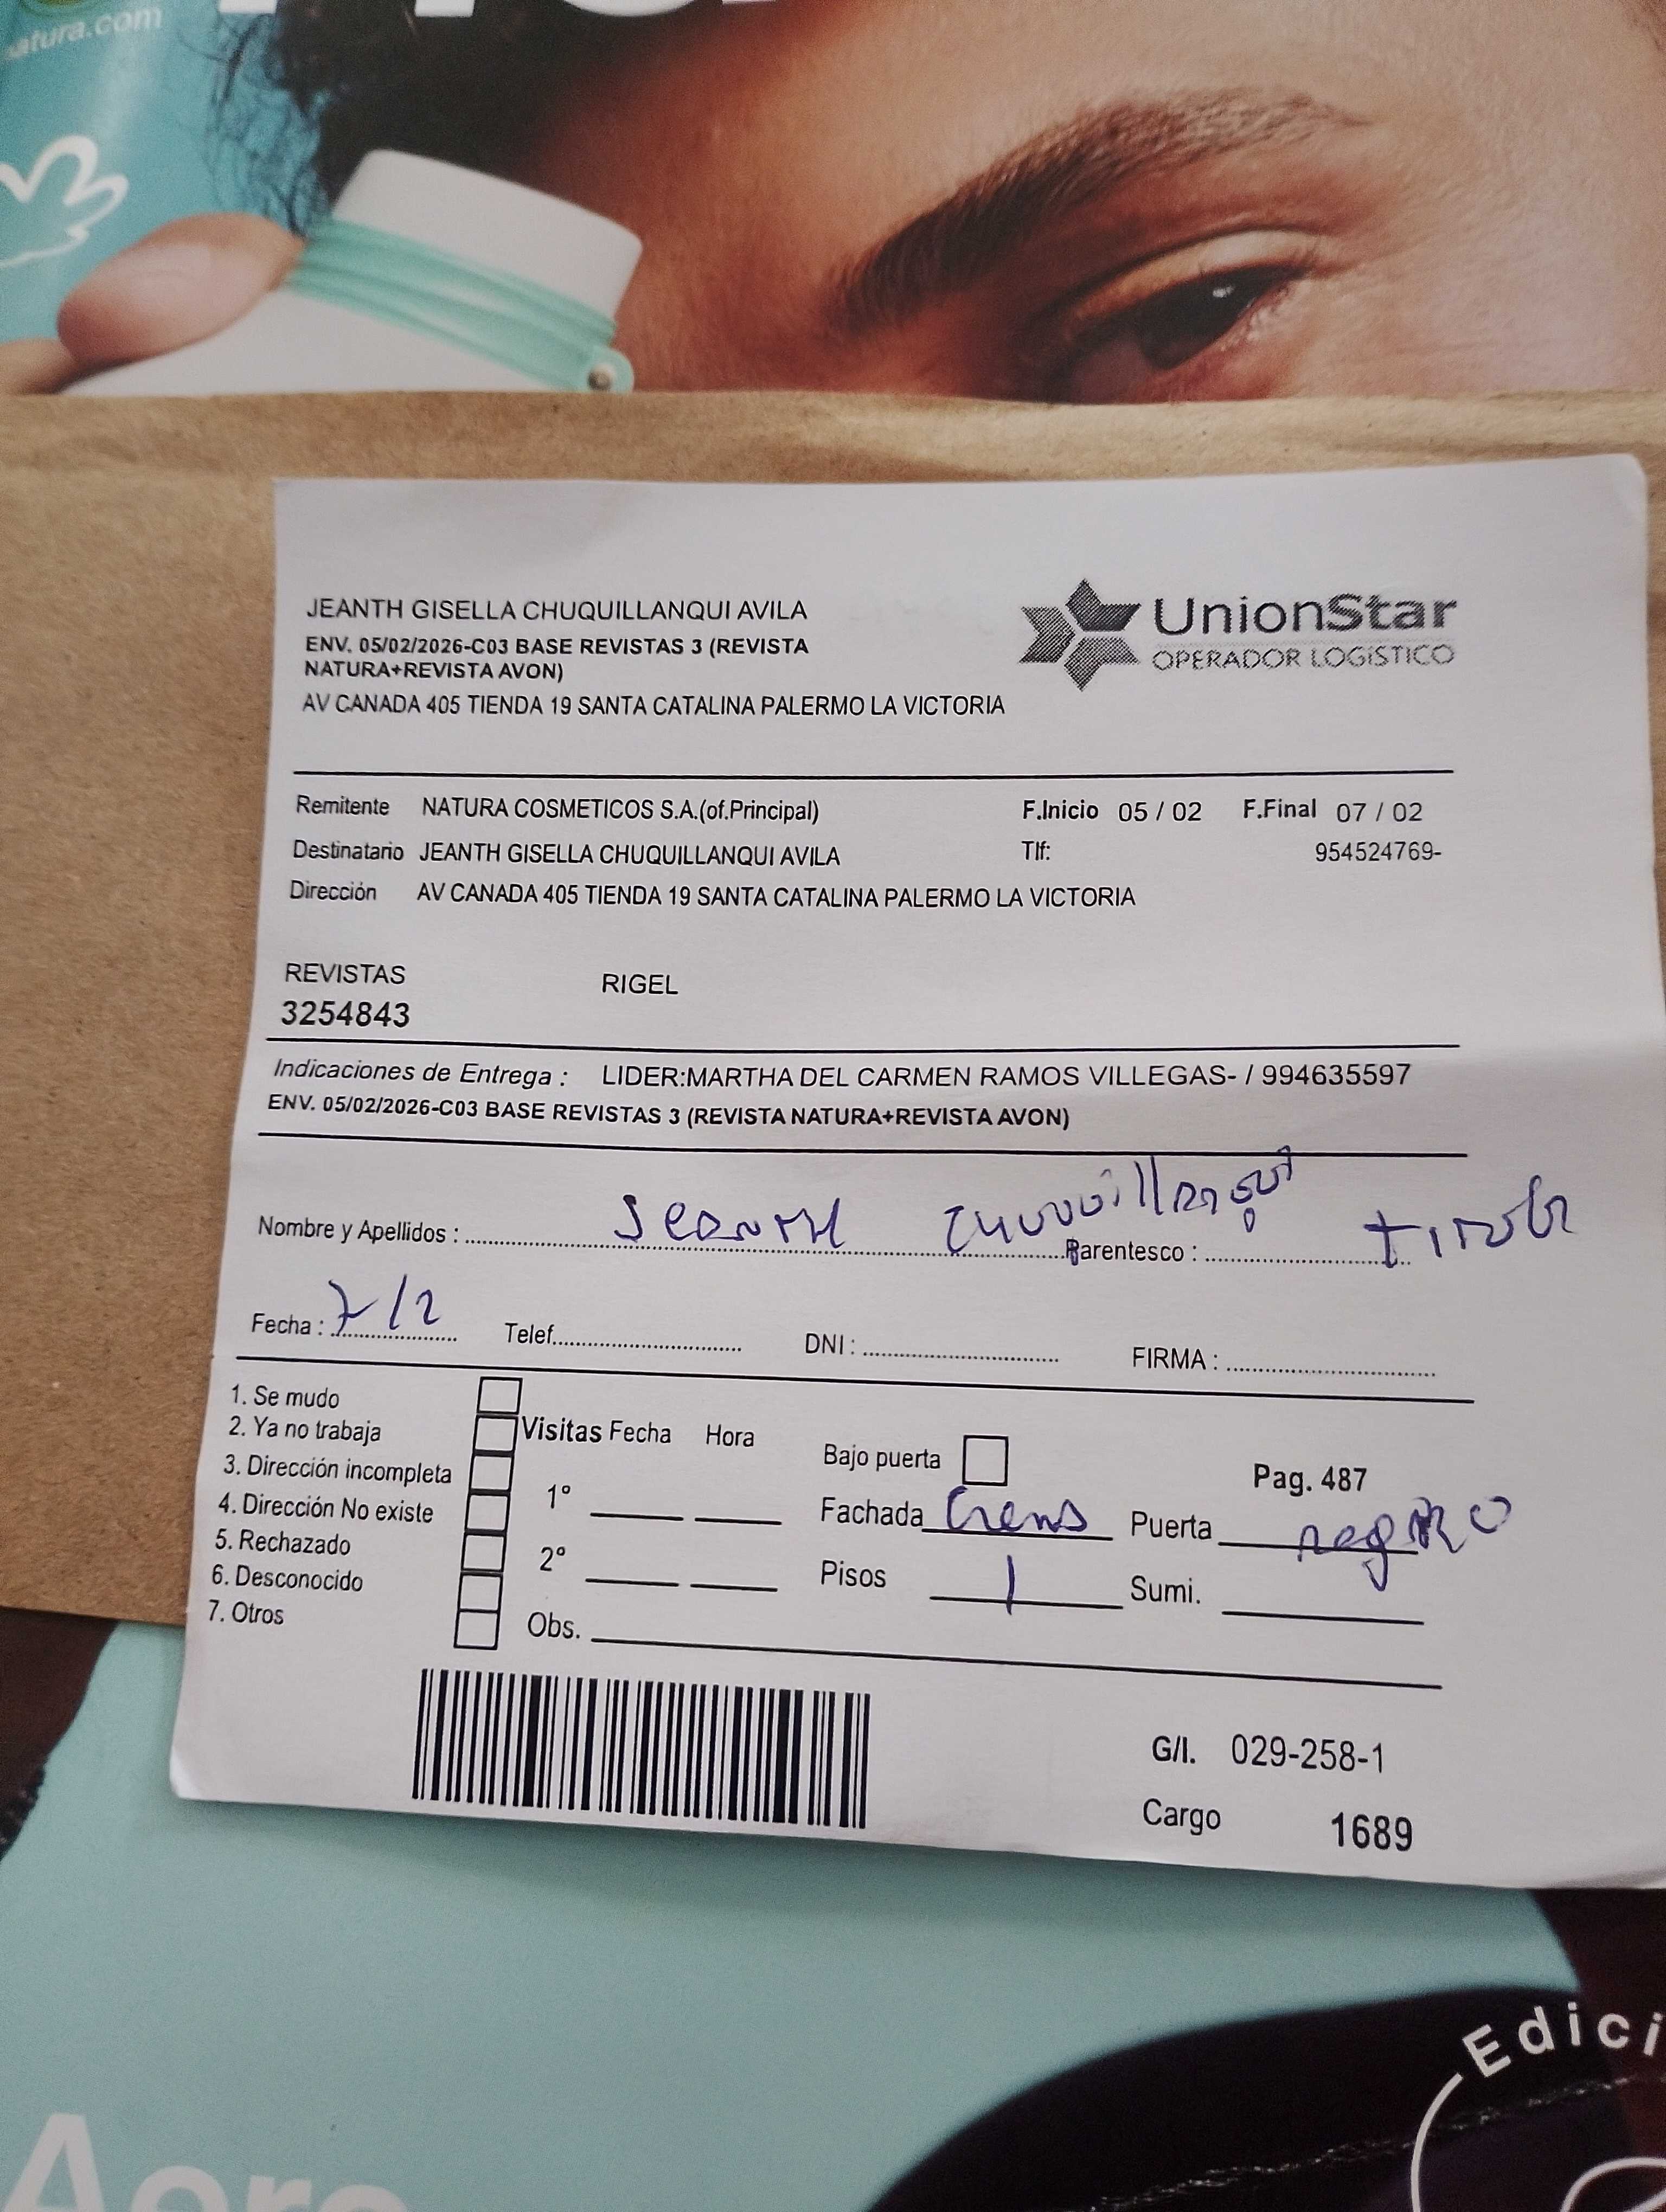 atura.com
JEANTH GISELLA CHUQUILLANQUI AVILA
ENV. 05/02/2026-C03 BASE REVISTAS 3 (REVISTA
NATURA+REVISTA AVON)
AV CANADA 405 TIENDA 19 SANTA CATALINA PALERMO LA VICTORIA
UnionStar
OPERADOR LOGÍSTICO
Remitente NATURA COSMETICOS S.A.(of.Principal) F.Inicio 05 / 02 F.Final 07 / 02
Destinatario JEANTH GISELLA CHUQUILLANQUI AVILA Tlf: 954524769-
Dirección AV CANADA 405 TIENDA 19 SANTA CATALINA PALERMO LA VICTORIA
REVISTAS RIGEL
3254843
Indicaciones de Entrega : LIDER:MARTHA DEL CARMEN RAMOS VILLEGAS- / 994635597
ENV. 05/02/2026-C03 BASE REVISTAS 3 (REVISTA NATURA+REVISTA AVON)
Nombre y Apellidos : Jeanth Chuquillanqui Parentesco : titular
Fecha : 7/2 Telef. DNI : FIRMA :
1. Se mudo
2. Ya no trabaja
3. Dirección incompleta
4. Dirección No existe
5. Rechazado
6. Desconocido
7. Otros
Visitas Fecha Hora
1°
2°
Obs.
Bajo puerta Pag. 487
Fachada Crema Puerta negro
Pisos 1 Sumi.
G/I. 029-258-1
Cargo 1689
Edici